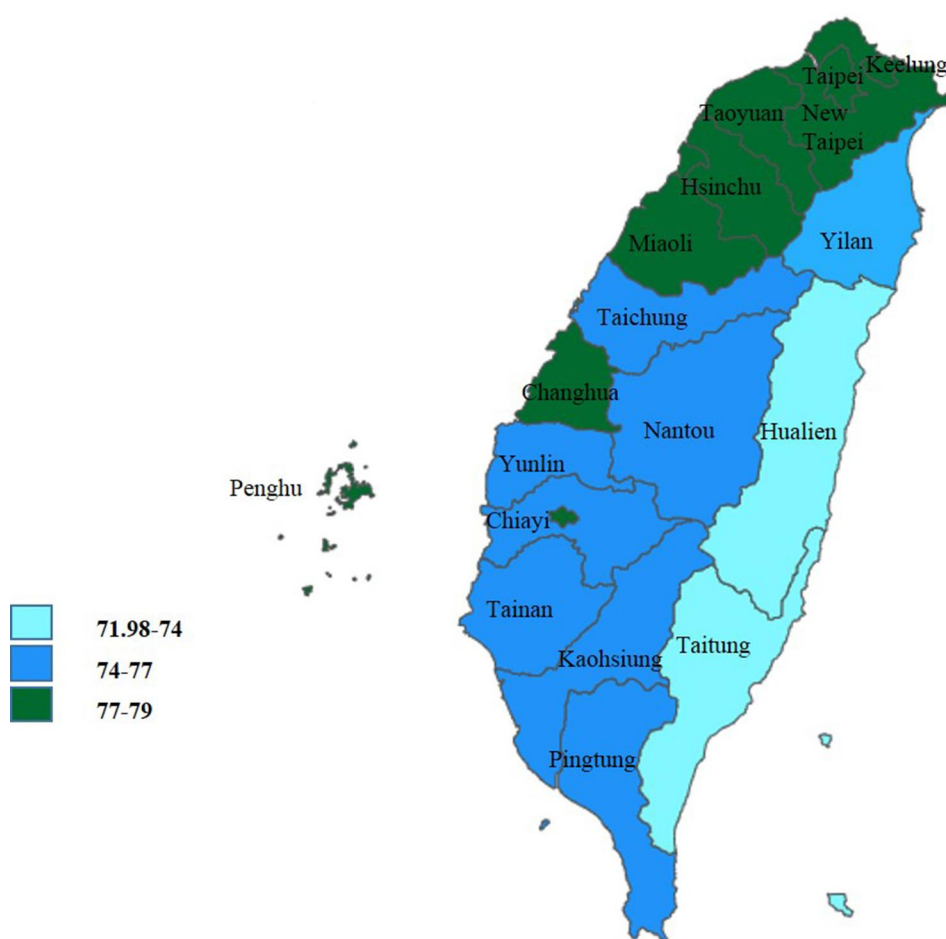 Keelung
Taipei
Taoyuan
New
Taipei
Hsinchu
Miaoli
Yilan
Taichung
Changhua
Nantou
Hualien
Yunlin
Penghu
Chiayi
Tainan
Kaohsiung
Taitung
Pingtung
71.98-74
74-77
77-79